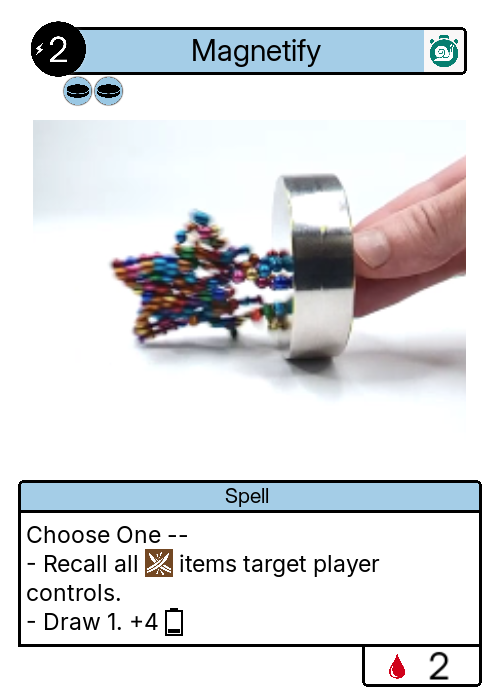 2
Magnetify
Spell
Choose One --
- Recall all items target player
controls.
- Draw 1. +4
2